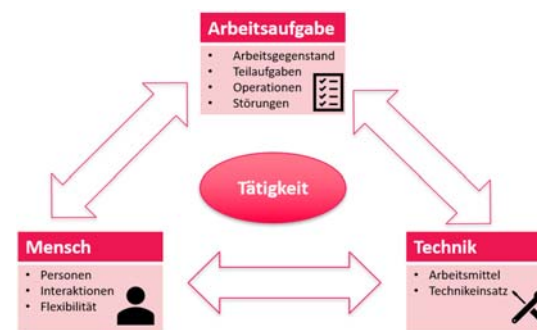 Arbeitsaufgabe
• Arbeitsgegenstand
• Teilaufgaben
• Operationen
• Störungen
Tätigkeit
Mensch
• Personen
• Interaktionen
• Flexibilität
Technik
• Arbeitsmittel
• Technikeinsatz